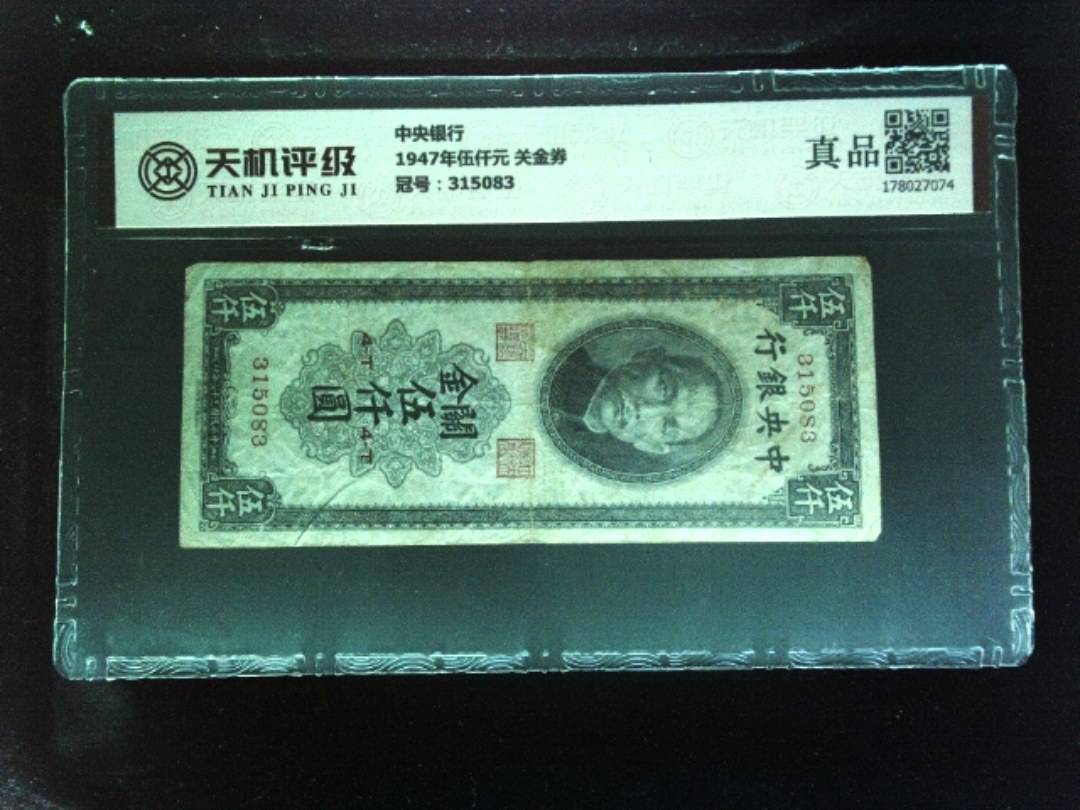 天机评级
TIAN JI PING JI
中央银行
1947年伍仟元 关金券
冠号：315083
真品
178027074
伍仟
伍仟
中央銀行
315083
關金
伍仟圓
4-T
4-T
315083
伍仟
伍仟